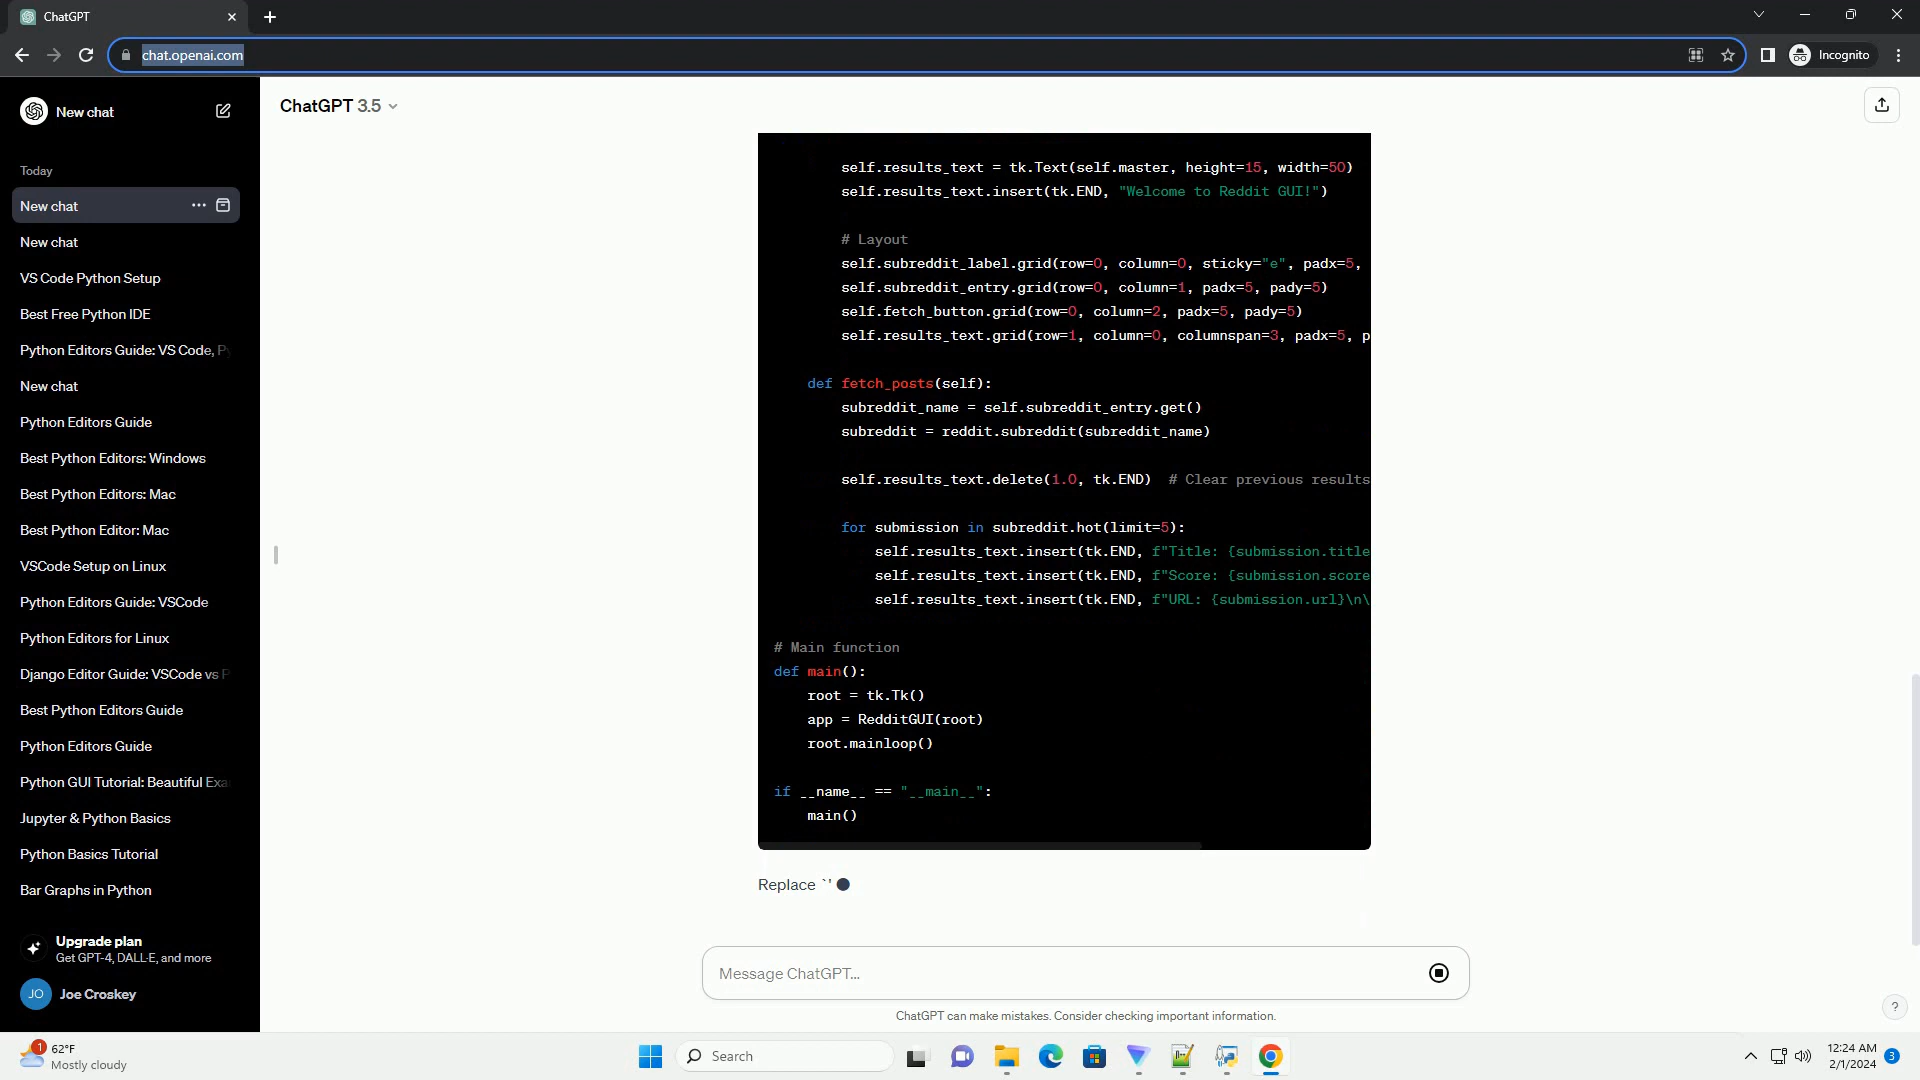 ChatGPT
chat.openai.com
Incognito
New chat
Today
New chat
New chat
VS Code Python Setup
Best Free Python IDE
Python Editors Guide: VS Code, Py
New chat
Python Editors Guide
Best Python Editors: Windows
Best Python Editors: Mac
Best Python Editor: Mac
VSCode Setup on Linux
Python Editors Guide: VSCode
Python Editors for Linux
Django Editor Guide: VSCode vs P
Best Python Editors Guide
Python Editors Guide
Python GUI Tutorial: Beautiful Exa
Jupyter & Python Basics
Python Basics Tutorial
Bar Graphs in Python
Upgrade plan
Get GPT-4, DALL·E, and more
JO Joe Croskey
ChatGPT 3.5
self.results_text = tk.Text(self.master, height=15, width=50)
self.results_text.insert(tk.END, "Welcome to Reddit GUI!")
# Layout
self.subreddit_label.grid(row=0, column=0, sticky="e", padx=5,
self.subreddit_entry.grid(row=0, column=1, padx=5, pady=5)
self.fetch_button.grid(row=0, column=2, padx=5, pady=5)
self.results_text.grid(row=1, column=0, columnspan=3, padx=5, p
def fetch_posts(self):
subreddit_name = self.subreddit_entry.get()
subreddit = reddit.subreddit(subreddit_name)
self.results_text.delete(1.0, tk.END)  # Clear previous results
for submission in subreddit.hot(limit=5):
self.results_text.insert(tk.END, f"Title: {submission.title
self.results_text.insert(tk.END, f"Score: {submission.score
self.results_text.insert(tk.END, f"URL: {submission.url}\n\
# Main function
def main():
root = tk.Tk()
app = RedditGUI(root)
root.mainloop()
if __name__ == "__main__":
main()
Replace `'
Message ChatGPT…
ChatGPT can make mistakes. Consider checking important information.
?
1
62°F
Mostly cloudy
Search
12:24 AM
2/1/2024
3